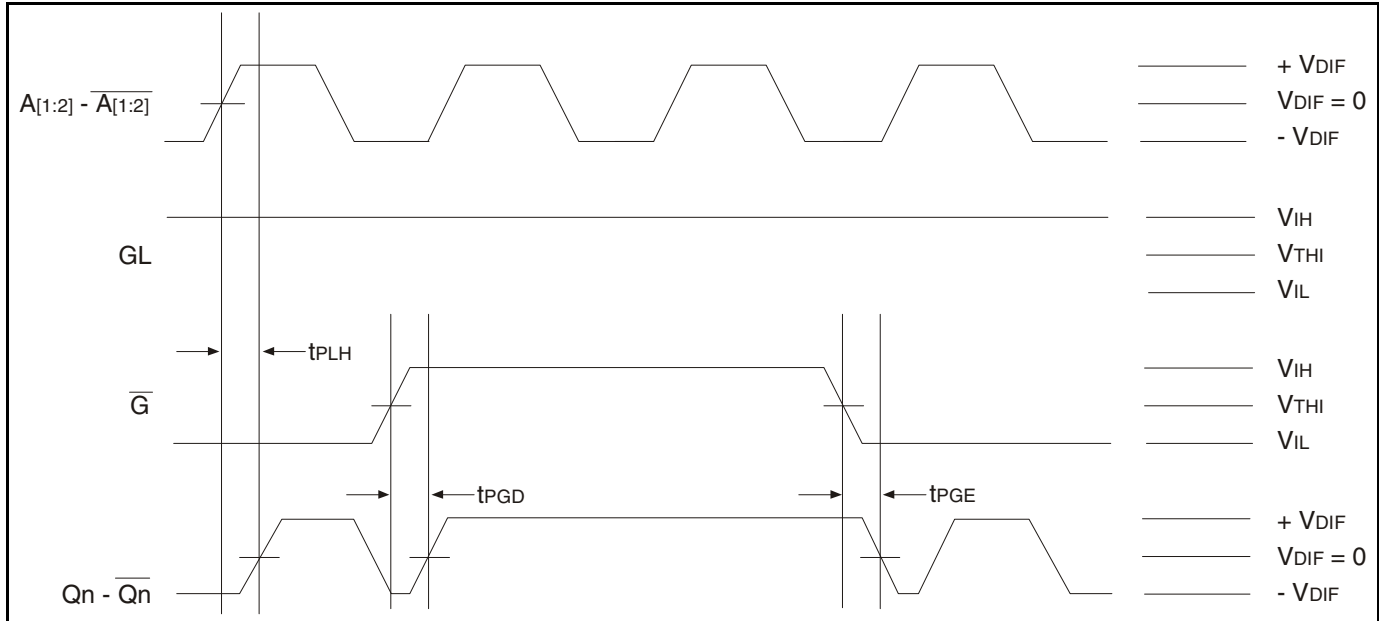 A[1:2] - A[1:2]
+ VDIF
VDIF = 0
- VDIF
GL
VIH
VTHI
VIL
tPLH
G
VIH
VTHI
VIL
tPGD
tPGE
Qn - Qn
+ VDIF
VDIF = 0
- VDIF